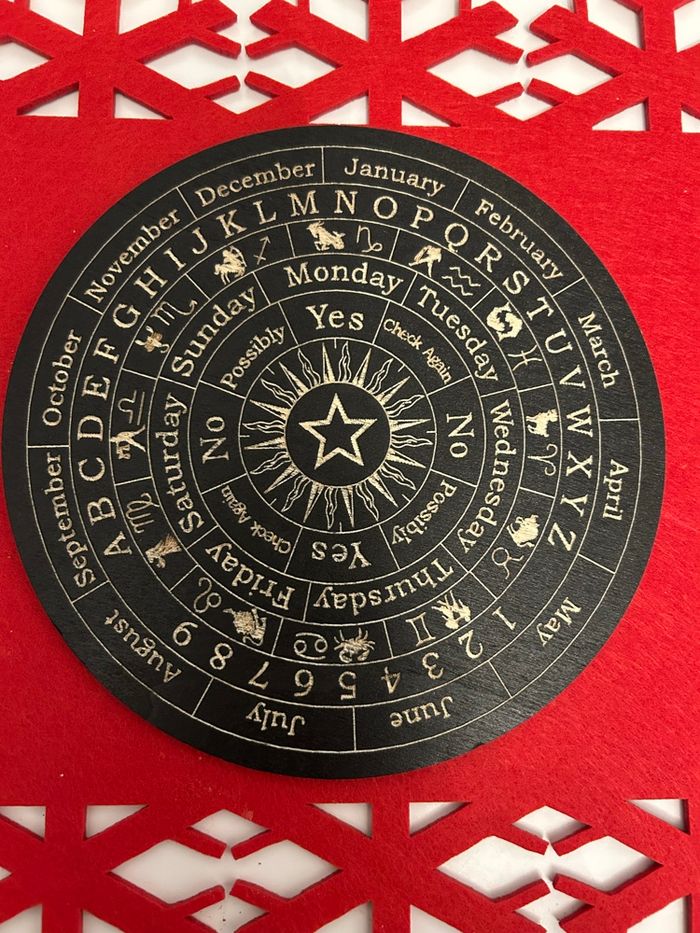 January
February
March
April
May
June
July
August
September
October
November
December
A B C D E F G H I J K L M N O P Q R S T U V W X Y Z
1 2 3 4 5 6 7 8 9
♑
♒
♓
♈
♉
♊
♋
♌
♍
♎
♏
♐
Sunday
Monday
Tuesday
Wednesday
Thursday
Friday
Saturday
Yes
Check Again
No
Possibly
Yes
Check Again
No
Possibly